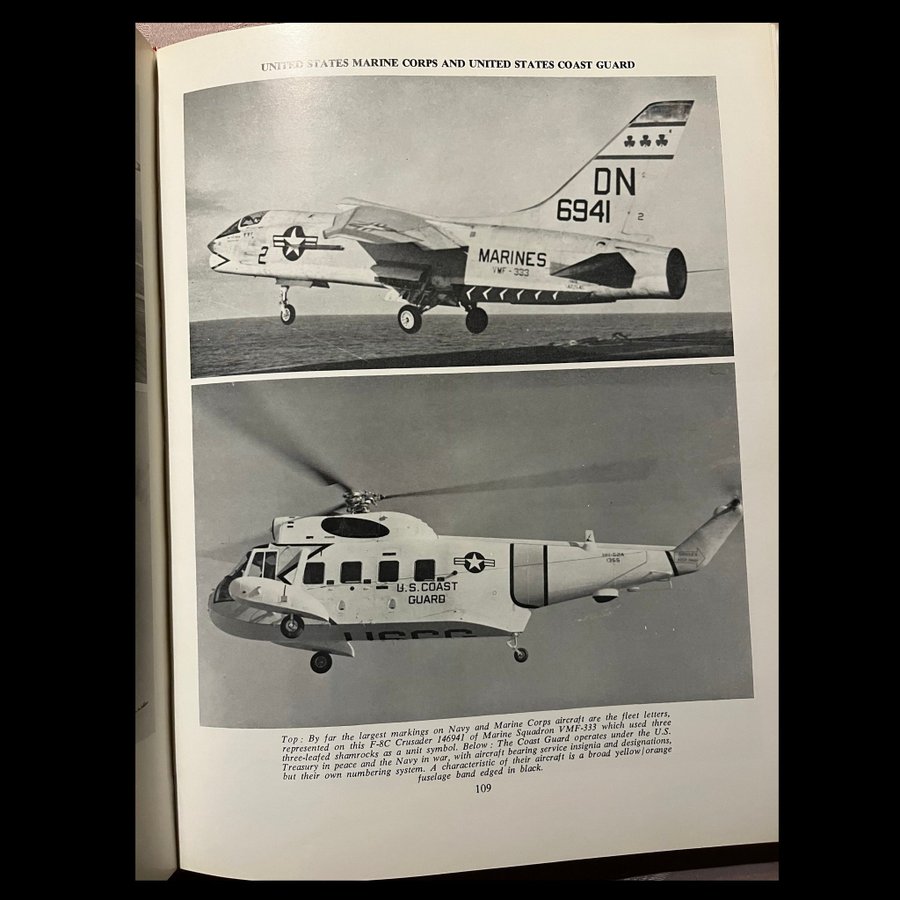 UNITED STATES MARINE CORPS AND UNITED STATES COAST GUARD
DN
6941
2
2
MARINES
VMF-333
U.S. COAST
GUARD
HH-52A
1355
USCG
Top: By far the largest markings on Navy and Marine Corps aircraft are the fleet letters,
represented on this F-8C Crusader 146941 of Marine Squadron VMF-333 which used three
three-leafed shamrocks as a unit symbol. Below: The Coast Guard operates under the U.S.
Treasury in peace and the Navy in war, with aircraft bearing service insignia and designations,
but their own numbering system. A characteristic of their aircraft is a broad yellow/orange
fuselage band edged in black.
109